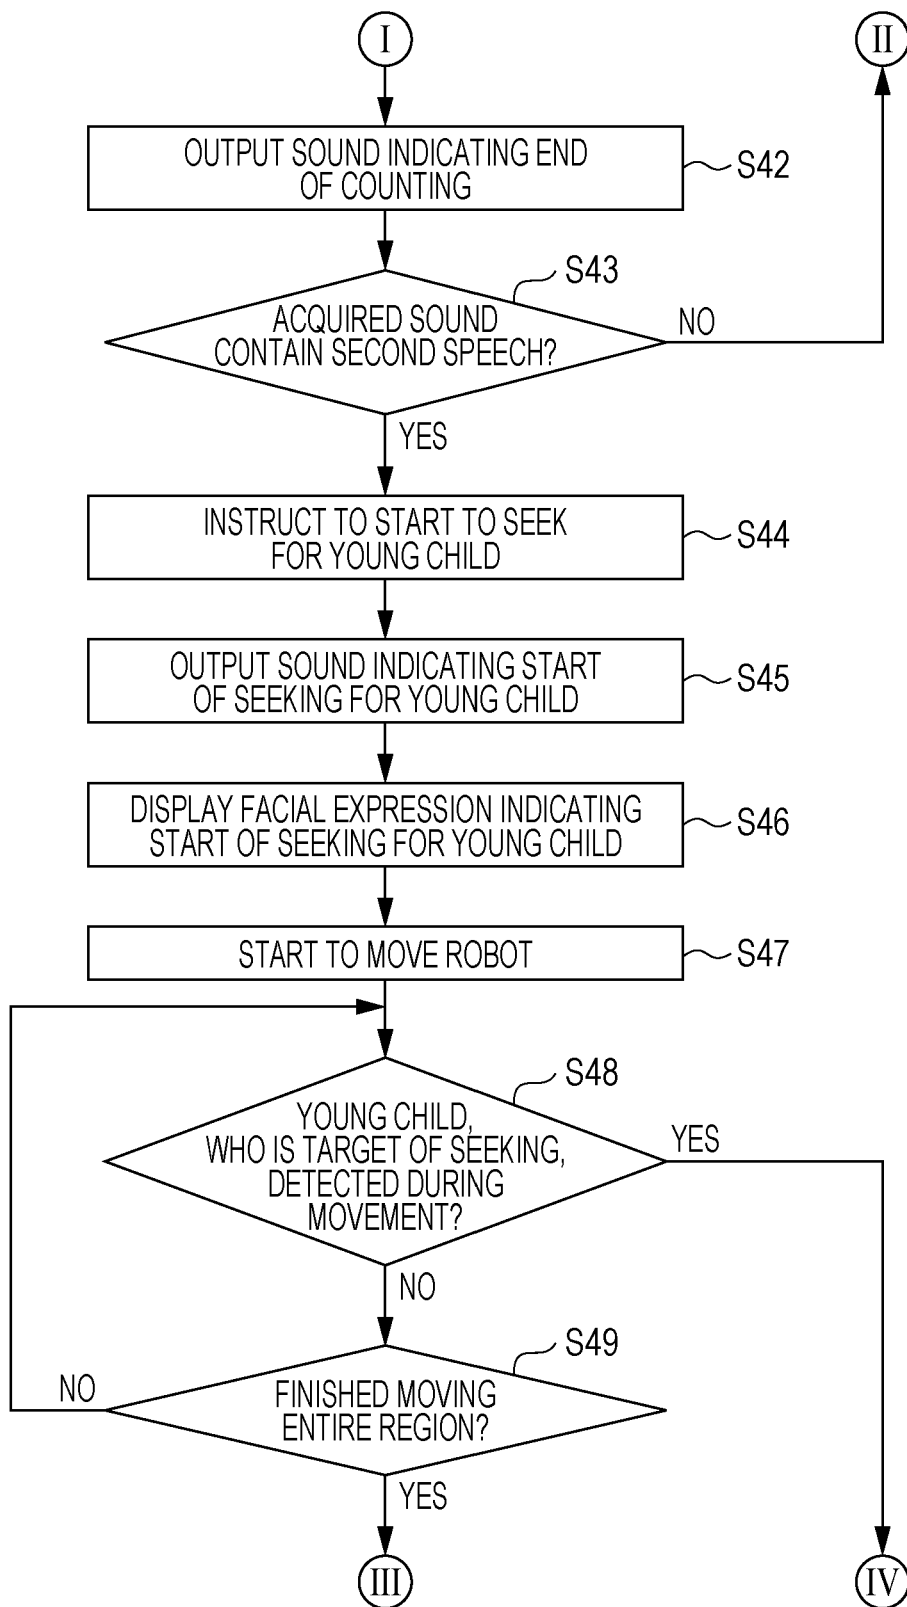 I
II
OUTPUT SOUND INDICATING END
OF COUNTING
S42
S43
ACQUIRED SOUND
CONTAIN SECOND SPEECH?
NO
YES
INSTRUCT TO START TO SEEK
FOR YOUNG CHILD
S44
OUTPUT SOUND INDICATING START
OF SEEKING FOR YOUNG CHILD
S45
DISPLAY FACIAL EXPRESSION INDICATING
START OF SEEKING FOR YOUNG CHILD
S46
START TO MOVE ROBOT
S47
S48
YOUNG CHILD,
WHO IS TARGET OF SEEKING,
DETECTED DURING
MOVEMENT?
YES
NO
S49
FINISHED MOVING
ENTIRE REGION?
NO
YES
III
IV